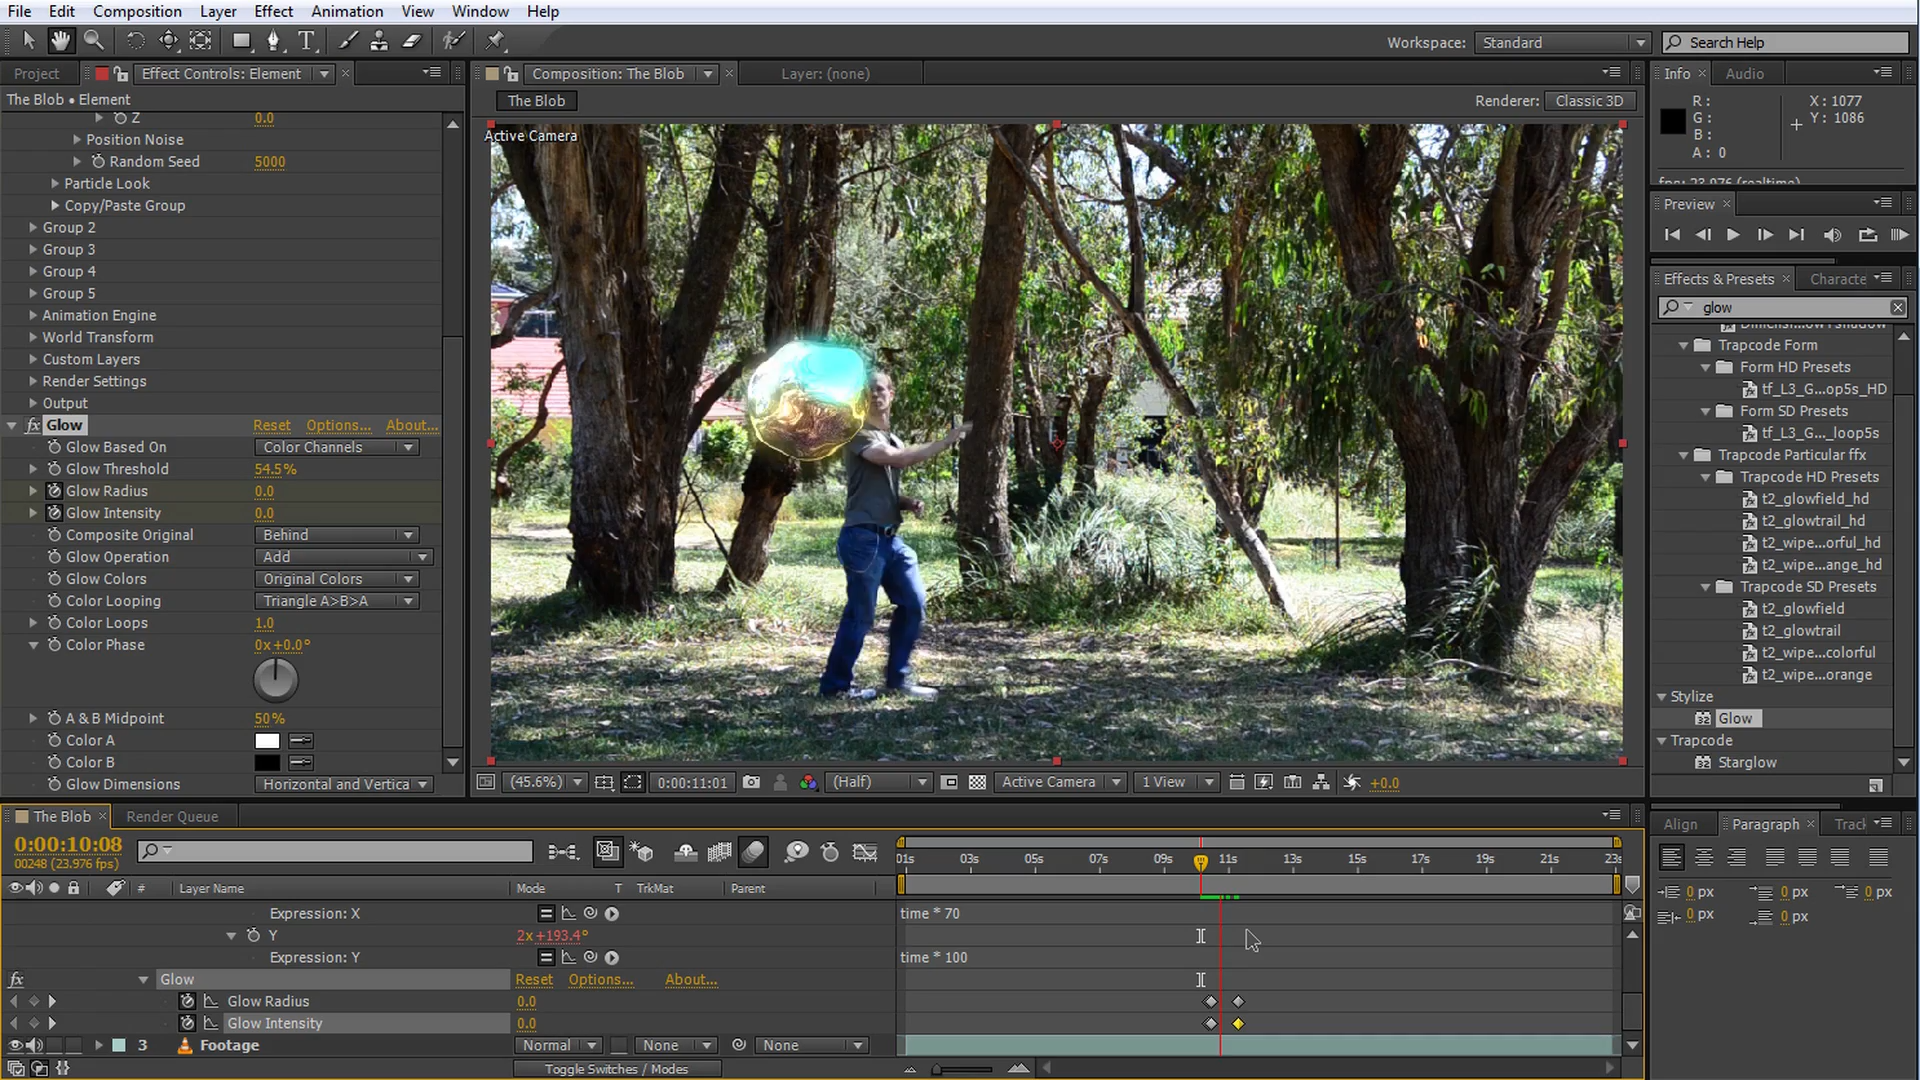 File Edit Composition Layer Effect Animation View Window Help
Workspace: Standard Search Help
Project Effect Controls: Element
The Blob • Element
Z 0.0
Position Noise
Random Seed 5000
Particle Look
Copy/Paste Group
Group 2
Group 3
Group 4
Group 5
Animation Engine
World Transform
Custom Layers
Render Settings
Output
fx Glow Reset Options... About...
Glow Based On Color Channels
Glow Threshold 54.5%
Glow Radius 0.0
Glow Intensity 0.0
Composite Original Behind
Glow Operation Add
Glow Colors Original Colors
Color Looping Triangle A>B>A
Color Loops 1.0
Color Phase 0x +0.0°
A & B Midpoint 50%
Color A
Color B
Glow Dimensions Horizontal and Vertica
Composition: The Blob Layer: (none)
The Blob Renderer: Classic 3D
Active Camera
(45.6%) 0:00:11:01 (Half) Active Camera 1 View +0.0
Info Audio
R: X: 1077
G: Y: 1086
B:
A: 0
fps: 23.976 (realtime)
Preview
Effects & Presets Characte
glow
Trapcode Form
Form HD Presets
tf_L3_G...op5s_HD
Form SD Presets
tf_L3_G..._loop5s
Trapcode Particular ffx
Trapcode HD Presets
t2_glowfield_hd
t2_glowtrail_hd
t2_wipe...orful_hd
t2_wipe...ange_hd
Trapcode SD Presets
t2_glowfield
t2_glowtrail
t2_wipe...colorful
t2_wipe...orange
Stylize
32 Glow
Trapcode
32 Starglow
The Blob Render Queue
0:00:10:08
00248 (23.976 fps)
01s 03s 05s 07s 09s 11s 13s 15s 17s 19s 21s 23s
# Layer Name Mode T TrkMat Parent
Expression: X time * 70
Y 2x +193.4°
Expression: Y time * 100
fx Glow Reset Options... About...
Glow Radius 0.0
Glow Intensity 0.0
3 Footage Normal None None
Toggle Switches / Modes
Align Paragraph Track
0 px 0 px 0 px
0 px 0 px